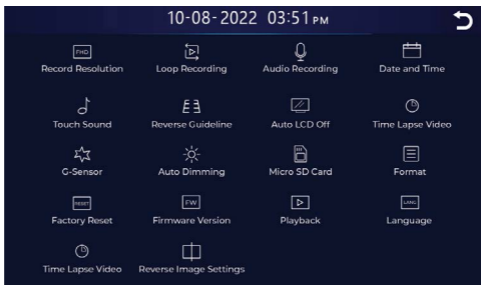 10-08-2022 03:51 PM
FHD
Record Resolution Loop Recording Audio Recording Date and Time
Touch Sound Reverse Guideline Auto LCD Off Time Lapse Video
G-Sensor Auto Dimming Micro SD Card Format
RESET FW LANG
Factory Reset Firmware Version Playback Language
Time Lapse Video Reverse Image Settings